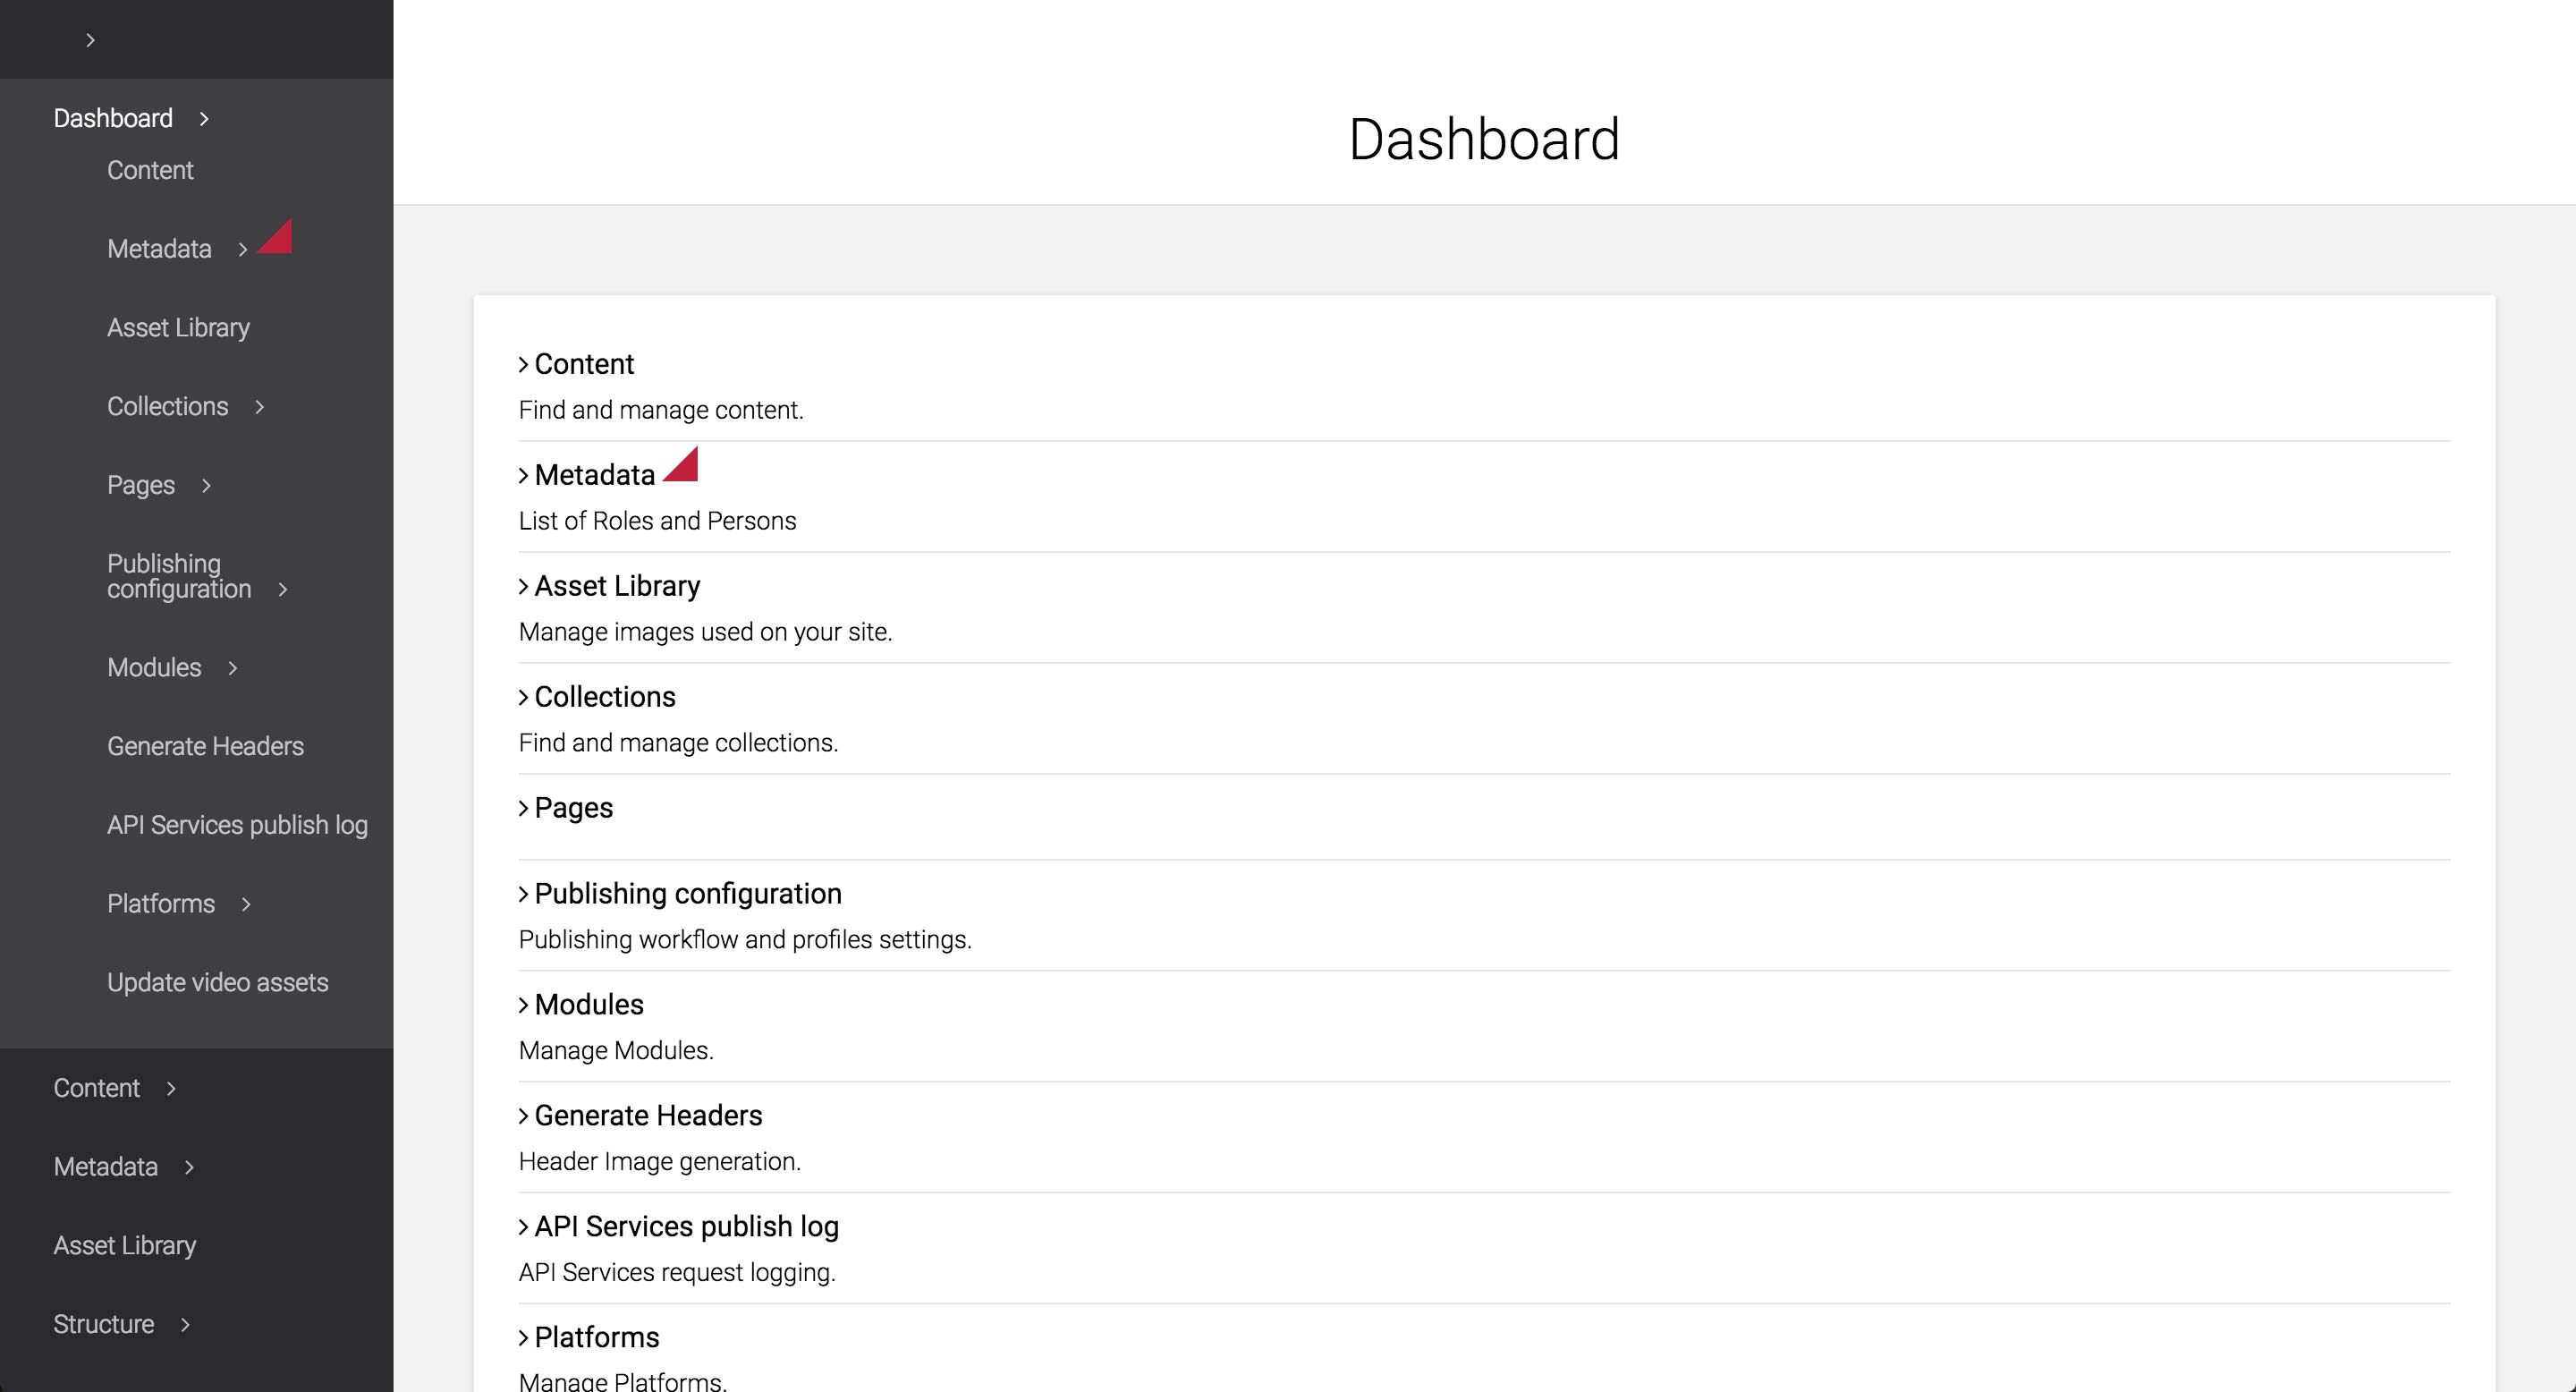 Dashboard
Content
Metadata
Asset Library
Collections
Pages
Publishing
configuration
Modules
Generate Headers
API Services publish log
Platforms
Update video assets
Content
Metadata
Asset Library
Structure
Dashboard
Content
Find and manage content.
Metadata
List of Roles and Persons
Asset Library
Manage images used on your site.
Collections
Find and manage collections.
Pages
Publishing configuration
Publishing workflow and profiles settings.
Modules
Manage Modules.
Generate Headers
Header Image generation.
API Services publish log
API Services request logging.
Platforms
Manage Platforms.